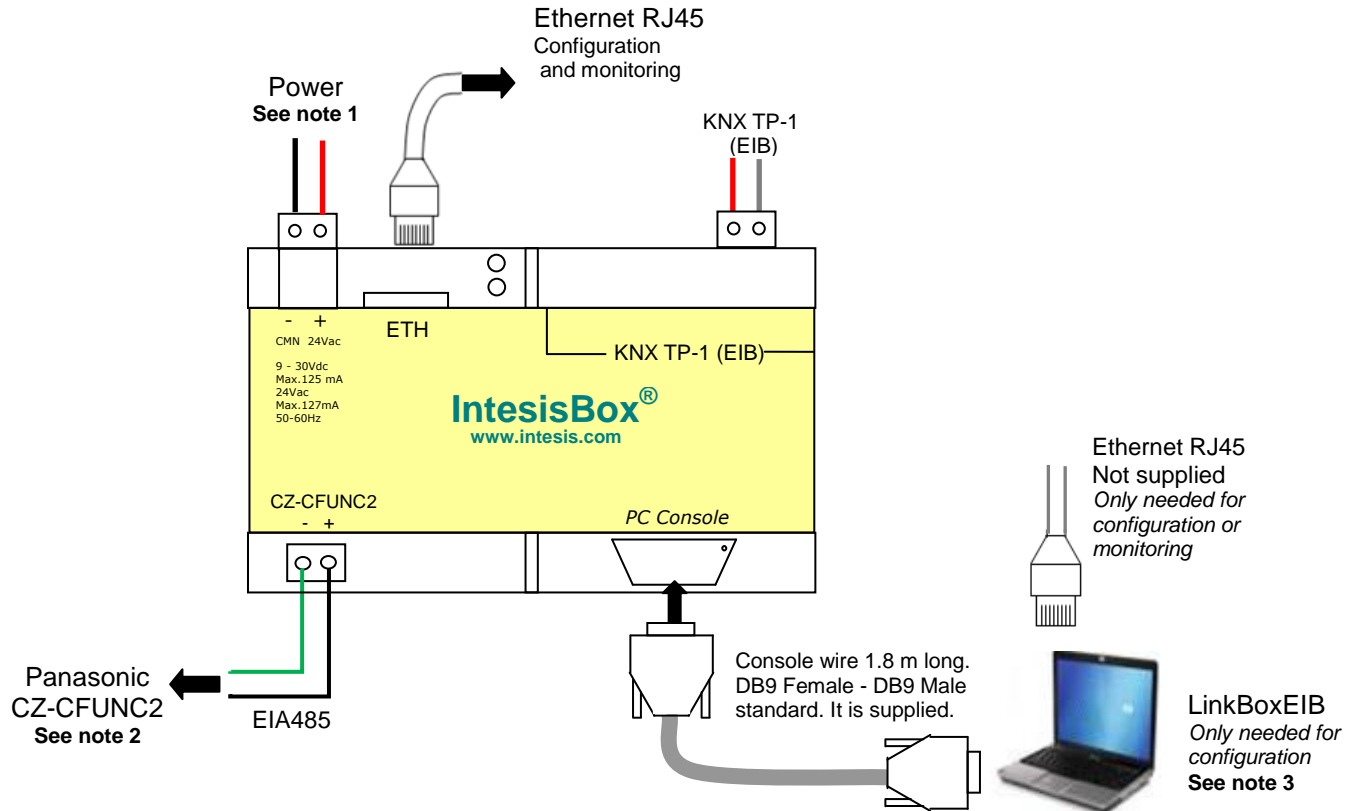 Ethernet RJ45
Configuration
and monitoring
Power
See note 1
KNX TP-1
(EIB)
- +
CMN 24Vac
ETH
KNX TP-1 (EIB)
9 - 30Vdc
Max.125 mA
24Vac
Max.127mA
50-60Hz
IntesisBox®
www.intesis.com
CZ-CFUNC2
- +
PC Console
Ethernet RJ45
Not supplied
Only needed for
configuration or
monitoring
Panasonic
CZ-CFUNC2
See note 2
EIA485
Console wire 1.8 m long.
DB9 Female - DB9 Male
standard. It is supplied.
LinkBoxEIB
Only needed for
configuration
See note 3